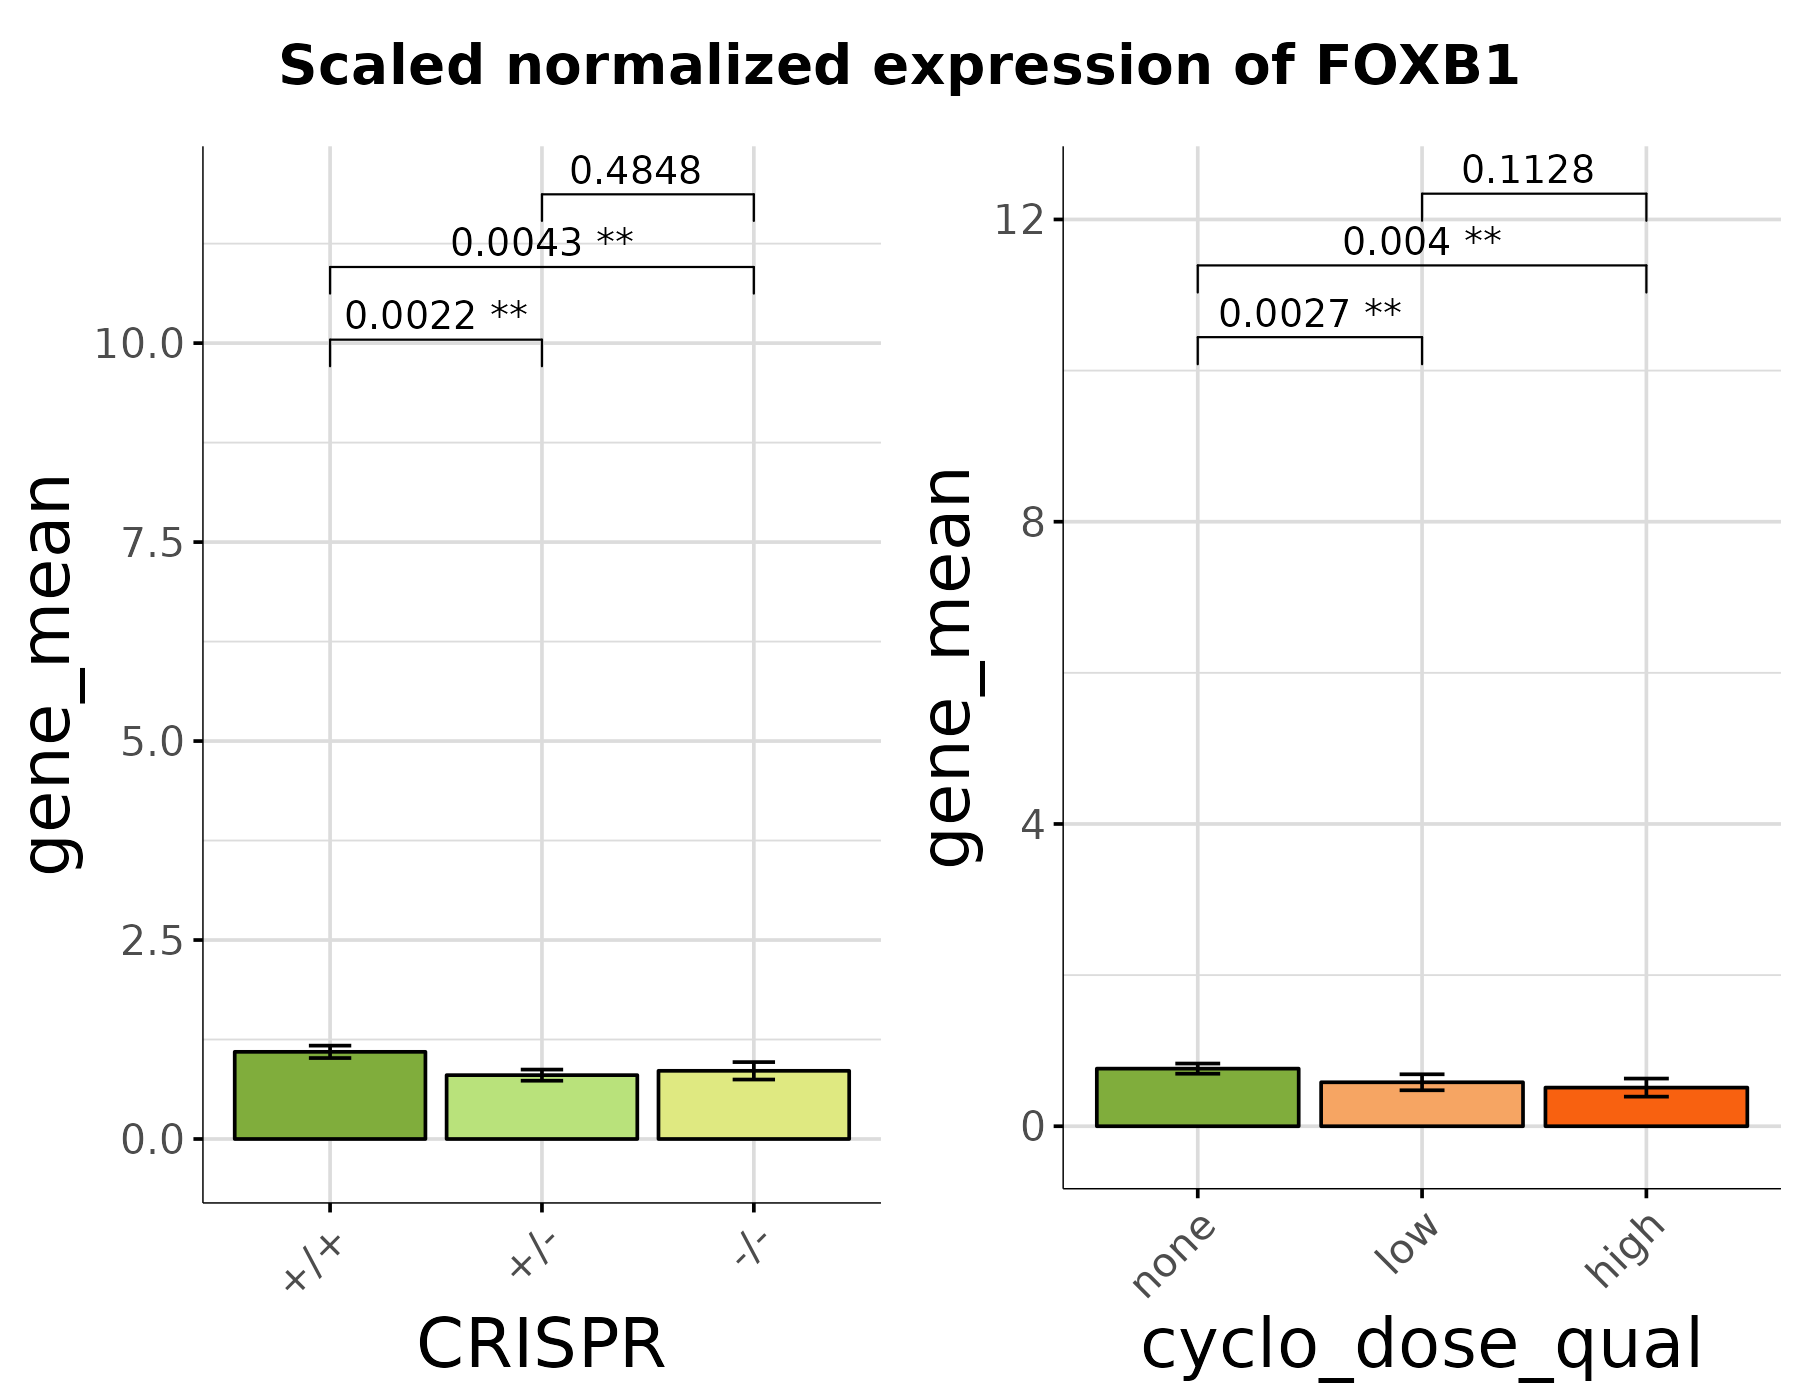 Scaled normalized expression of FOXB1
0.4848
0.0043 **
0.0022 **
10.0
7.5
5.0
2.5
0.0
gene_mean
+/+
+/-
-/-
CRISPR
0.1128
0.004 **
0.0027 **
12
8
4
0
gene_mean
none
low
high
cyclo_dose_qual